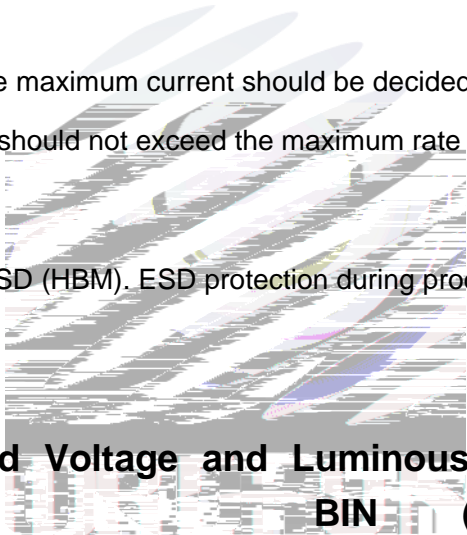 e maximum current should be decided
should not exceed the maximum rate
SD (HBM). ESD protection during proc
d Voltage and Luminous
BIN (